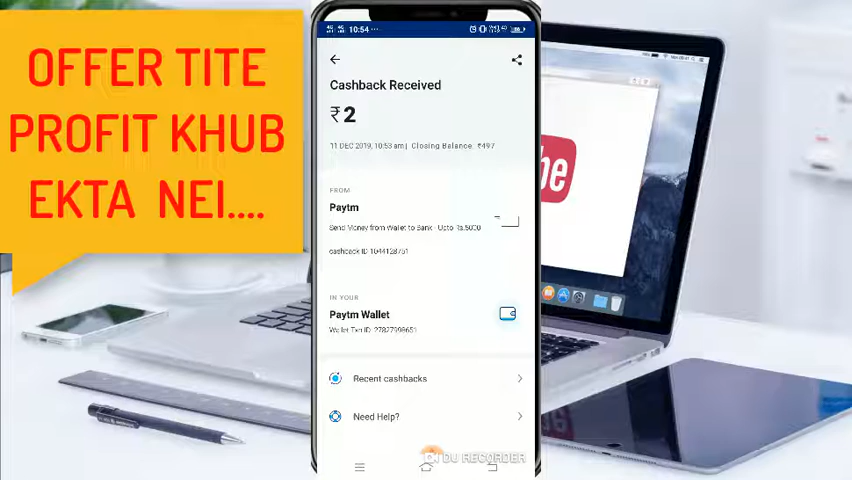 OFFER TITE
PROFIT KHUB
EKTA NEI....
10:54
Cashback Received
₹2
11 DEC 2019, 10:53 am | Closing Balance: ₹497
FROM
Paytm
Send Money from Wallet to Bank - Upto Rs.5000
cashback ID 1044128751
IN YOUR
Paytm Wallet
Wallet Txn ID 27827998651
Recent cashbacks
Need Help?
DU RECORDER
be